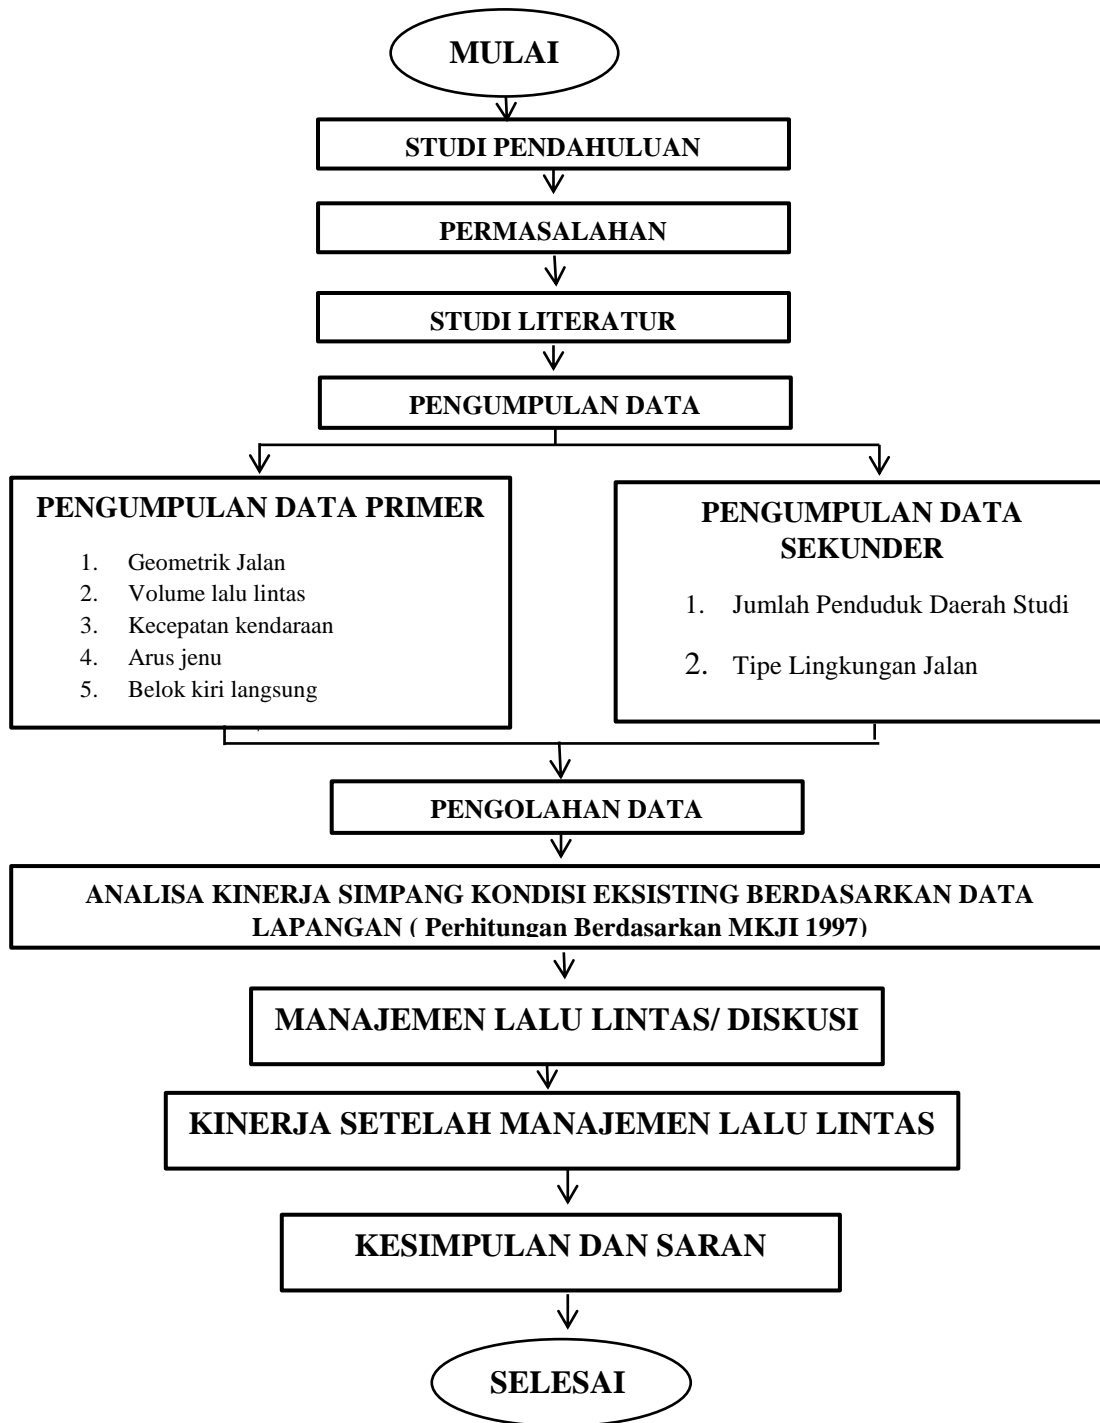 MULAI
STUDI PENDAHULUAN
PERMASALAHAN
STUDI LITERATUR
PENGUMPULAN DATA
PENGUMPULAN DATA PRIMER
1. Geometrik Jalan
2. Volume lalu lintas
3. Kecepatan kendaraan
4. Arus jenu
5. Belok kiri langsung
PENGUMPULAN DATA
SEKUNDER
1. Jumlah Penduduk Daerah Studi
2. Tipe Lingkungan Jalan
PENGOLAHAN DATA
ANALISA KINERJA SIMPANG KONDISI EKSISTING BERDASARKAN DATA
LAPANGAN ( Perhitungan Berdasarkan MKJI 1997)
MANAJEMEN LALU LINTAS/ DISKUSI
KINERJA SETELAH MANAJEMEN LALU LINTAS
KESIMPULAN DAN SARAN
SELESAI